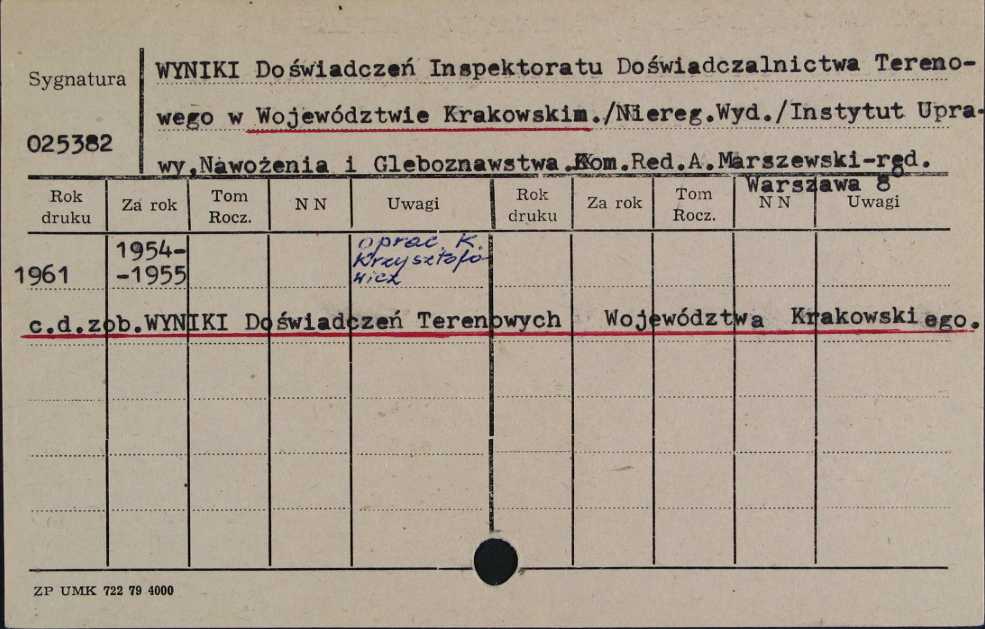 Sygnatura
025382
WYNIKI Doświadczeń Inspektoratu Doświadczalnictwa Tereno-
wego w Województwie Krakowskim./Niereg.Wyd./Instytut Upra-
wy,Nawożenia i Gleboznawstwa.Kom.Red.A.Marszewski-red.
Warszawa 8
Rok druku Za rok Tom Rocz. N N Uwagi Rok druku Za rok Tom Rocz. N N Uwagi
1961 1954-
-1955 oprac. K.
Krzysztofo
wicz
c.d.zob.WYNIKI Doświadczeń Terenowych Województwa Krakowskiego.
ZP UMK 722 79 4000